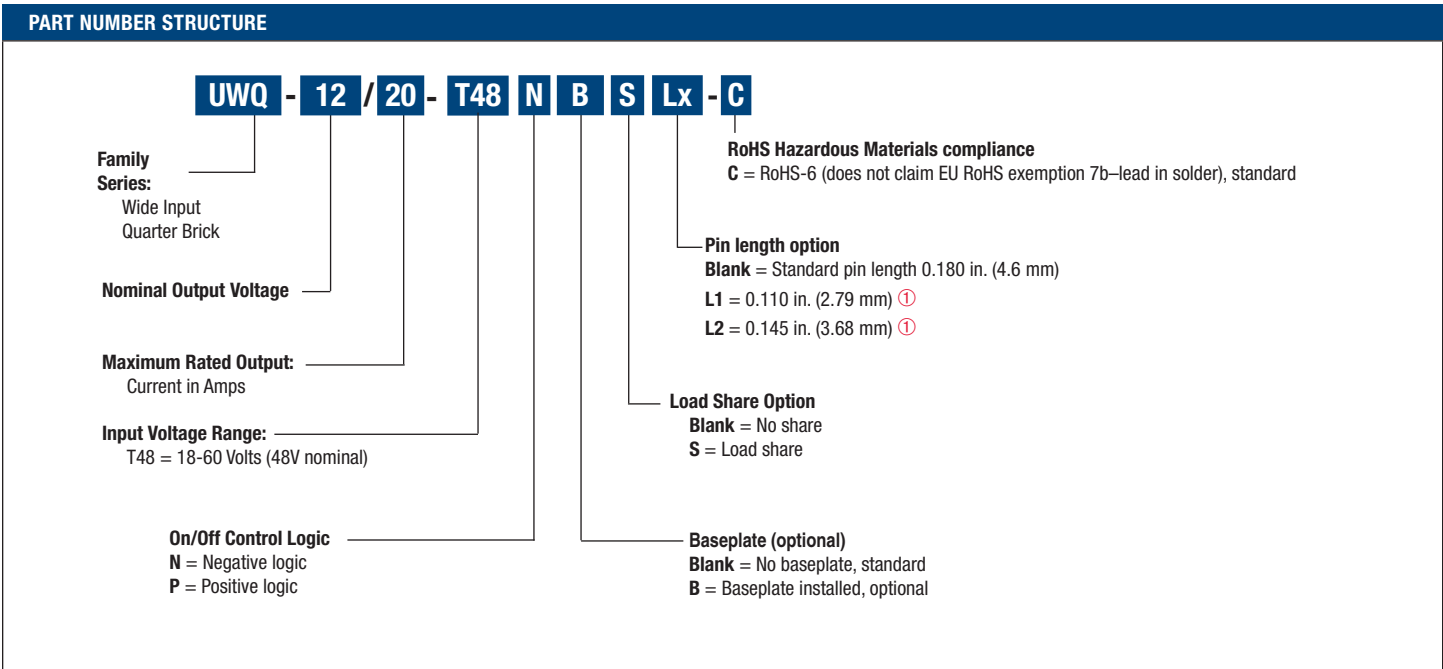 PART NUMBER STRUCTURE
UWQ - 12 / 20 - T48 N B S Lx - C
RoHS Hazardous Materials compliance
C = RoHS-6 (does not claim EU RoHS exemption 7b–lead in solder), standard
Family
Series:
Wide Input
Quarter Brick
Pin length option
Blank = Standard pin length 0.180 in. (4.6 mm)
L1 = 0.110 in. (2.79 mm) ①
L2 = 0.145 in. (3.68 mm) ①
Nominal Output Voltage
Maximum Rated Output:
Current in Amps
Load Share Option
Blank = No share
S = Load share
Input Voltage Range:
T48 = 18-60 Volts (48V nominal)
On/Off Control Logic
N = Negative logic
P = Positive logic
Baseplate (optional)
Blank = No baseplate, standard
B = Baseplate installed, optional